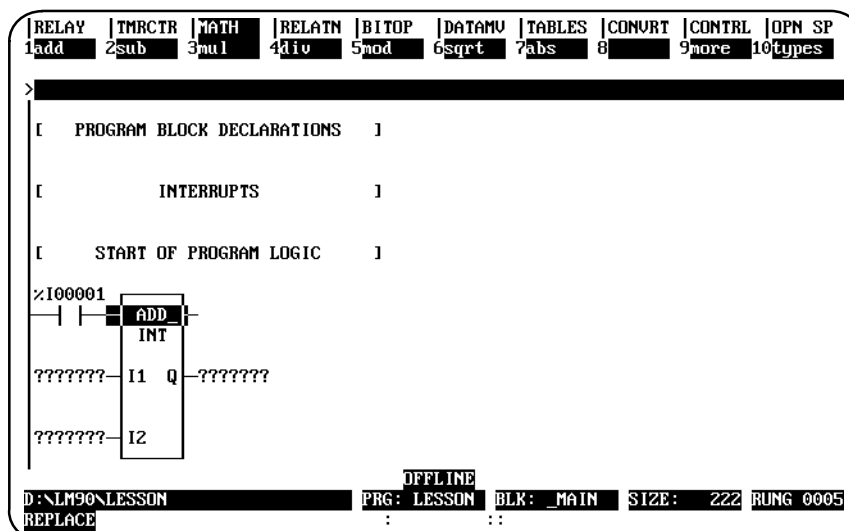 |RELAY |TMRCTR |MATH |RELATN |BITOP |DATAMV |TABLES |CONVRT |CONTRL |OPN SP
1add 2sub 3mul 4div 5mod 6sqrt 7abs 8 9more 10types
>
[ PROGRAM BLOCK DECLARATIONS ]
[ INTERRUPTS ]
[ START OF PROGRAM LOGIC ]
%I00001
ADD_
INT
???????I1 Q???????
???????I2
OFFLINE
D:\LM90\LESSON PRG: LESSON BLK: _MAIN SIZE: 222 RUNG 0005
REPLACE : ::